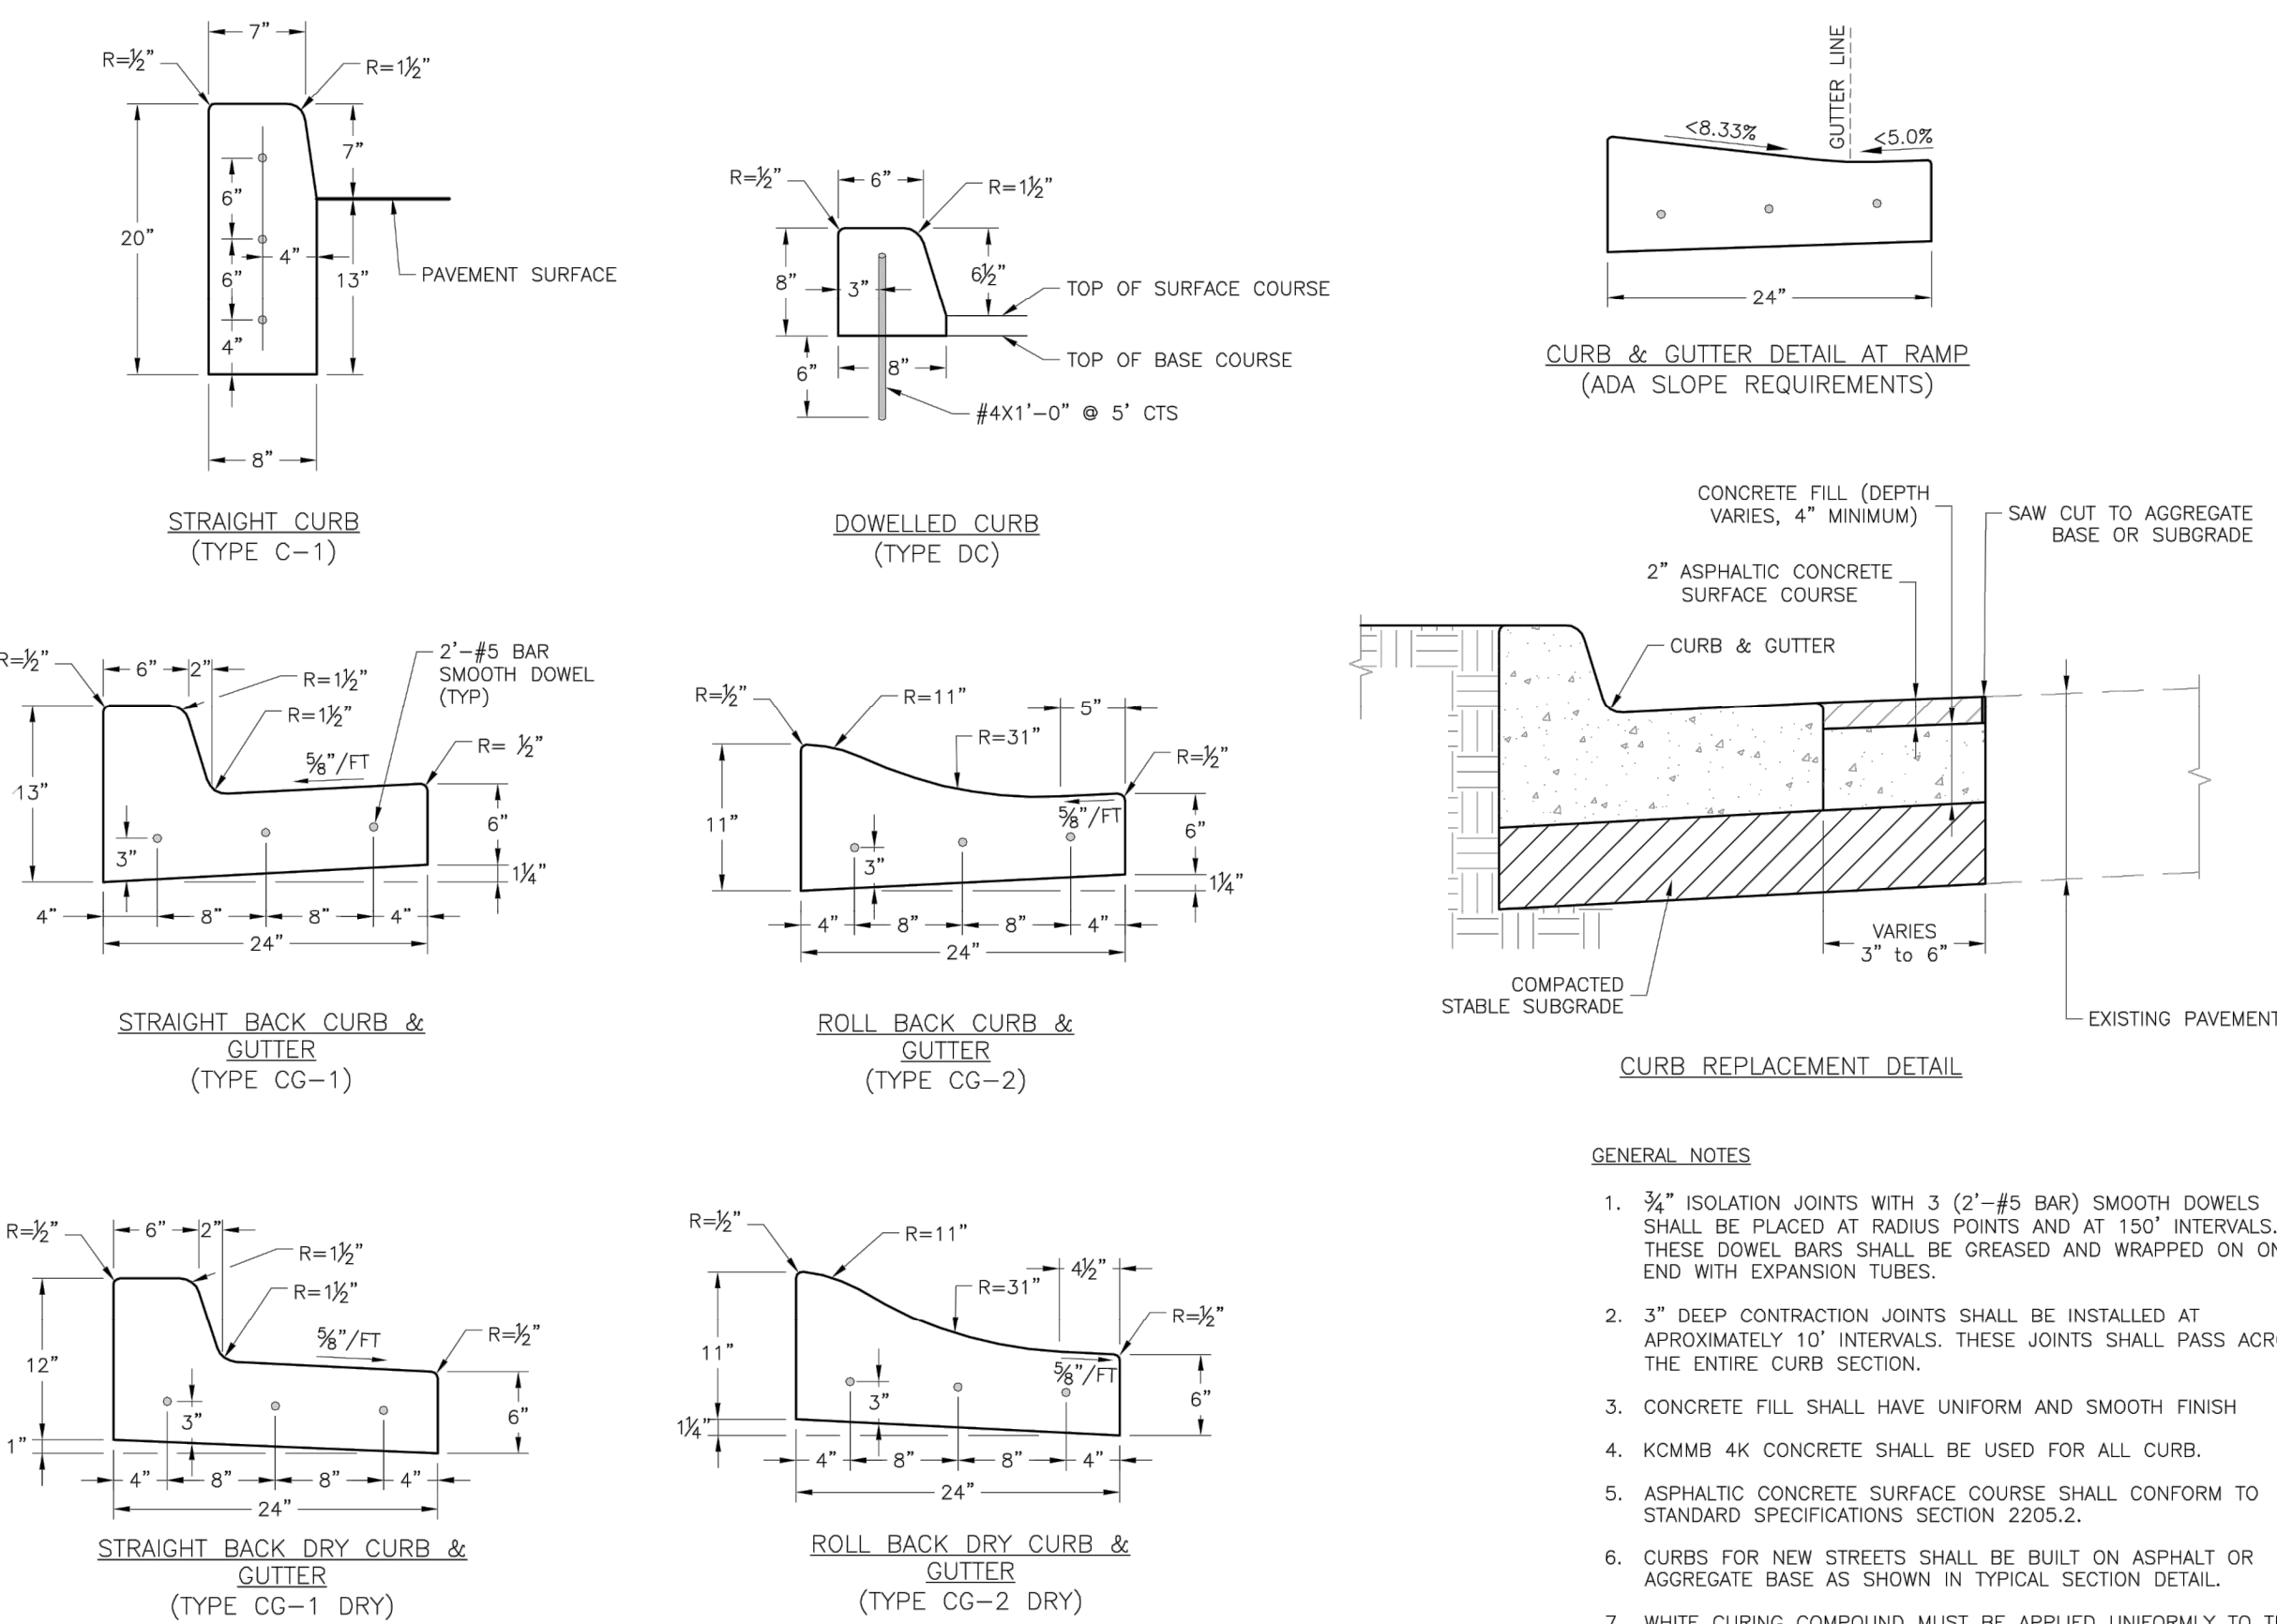 7"
R=½"
R=1½"
20"
7"
6"
4"
6"
13"
4"
PAVEMENT SURFACE
8"
STRAIGHT CURB
(TYPE C-1)
R=½"
6"
R=1½"
8"
3"
6½"
TOP OF SURFACE COURSE
TOP OF BASE COURSE
6"
8"
#4X1'-0" @ 5' CTS
DOWELLED CURB
(TYPE DC)
GUTTER LINE
<8.33%
<5.0%
24"
CURB & GUTTER DETAIL AT RAMP
(ADA SLOPE REQUIREMENTS)
R=½"
6"
2"
R=1½"
R=1½"
2'-#5 BAR
SMOOTH DOWEL
(TYP)
R= ½"
⅝"/FT
13"
3"
6"
1¼"
4"
8"
8"
4"
24"
STRAIGHT BACK CURB &
GUTTER
(TYPE CG-1)
R=½"
R=11"
R=31"
5"
R=½"
⅝"/FT
11"
3"
6"
1¼"
4"
8"
8"
4"
24"
ROLL BACK CURB &
GUTTER
(TYPE CG-2)
CONCRETE FILL (DEPTH
VARIES, 4" MINIMUM)
SAW CUT TO AGGREGATE
BASE OR SUBGRADE
2" ASPHALTIC CONCRETE
SURFACE COURSE
CURB & GUTTER
VARIES
3" to 6"
COMPACTED
STABLE SUBGRADE
EXISTING PAVEMENT
CURB REPLACEMENT DETAIL
R=½"
6"
2"
R=1½"
R=1½"
⅝"/FT
R=½"
12"
3"
6"
1"
4"
8"
8"
4"
24"
STRAIGHT BACK DRY CURB &
GUTTER
(TYPE CG-1 DRY)
R=½"
R=11"
R=31"
4½"
R=½"
⅝"/FT
11"
3"
6"
1¼"
4"
8"
8"
4"
24"
ROLL BACK DRY CURB &
GUTTER
(TYPE CG-2 DRY)
GENERAL NOTES
1. ¾" ISOLATION JOINTS WITH 3 (2'-#5 BAR) SMOOTH DOWELS
SHALL BE PLACED AT RADIUS POINTS AND AT 150' INTERVALS.
THESE DOWEL BARS SHALL BE GREASED AND WRAPPED ON
END WITH EXPANSION TUBES.
2. 3" DEEP CONTRACTION JOINTS SHALL BE INSTALLED AT
APROXIMATELY 10' INTERVALS. THESE JOINTS SHALL PASS
THE ENTIRE CURB SECTION.
3. CONCRETE FILL SHALL HAVE UNIFORM AND SMOOTH FINISH
4. KCMMB 4K CONCRETE SHALL BE USED FOR ALL CURB.
5. ASPHALTIC CONCRETE SURFACE COURSE SHALL CONFORM TO
STANDARD SPECIFICATIONS SECTION 2205.2.
6. CURBS FOR NEW STREETS SHALL BE BUILT ON ASPHALT OR
AGGREGATE BASE AS SHOWN IN TYPICAL SECTION DETAIL.
7. WHITE CURING COMPOUND MUST BE APPLIED UNIFORMLY TO